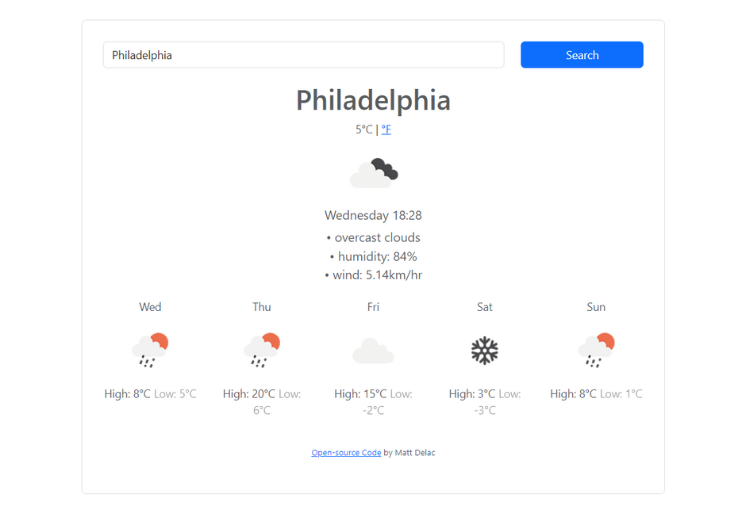 Philadelphia
Search
Philadelphia
5°C | °F
Wednesday 18:28
• overcast clouds
• humidity: 84%
• wind: 5.14km/hr
Wed
Thu
Fri
Sat
Sun
High: 8°C Low: 5°C
High: 20°C Low:
6°C
High: 15°C Low:
-2°C
High: 3°C Low:
-3°C
High: 8°C Low: 1°C
Open-source Code by Matt Delac